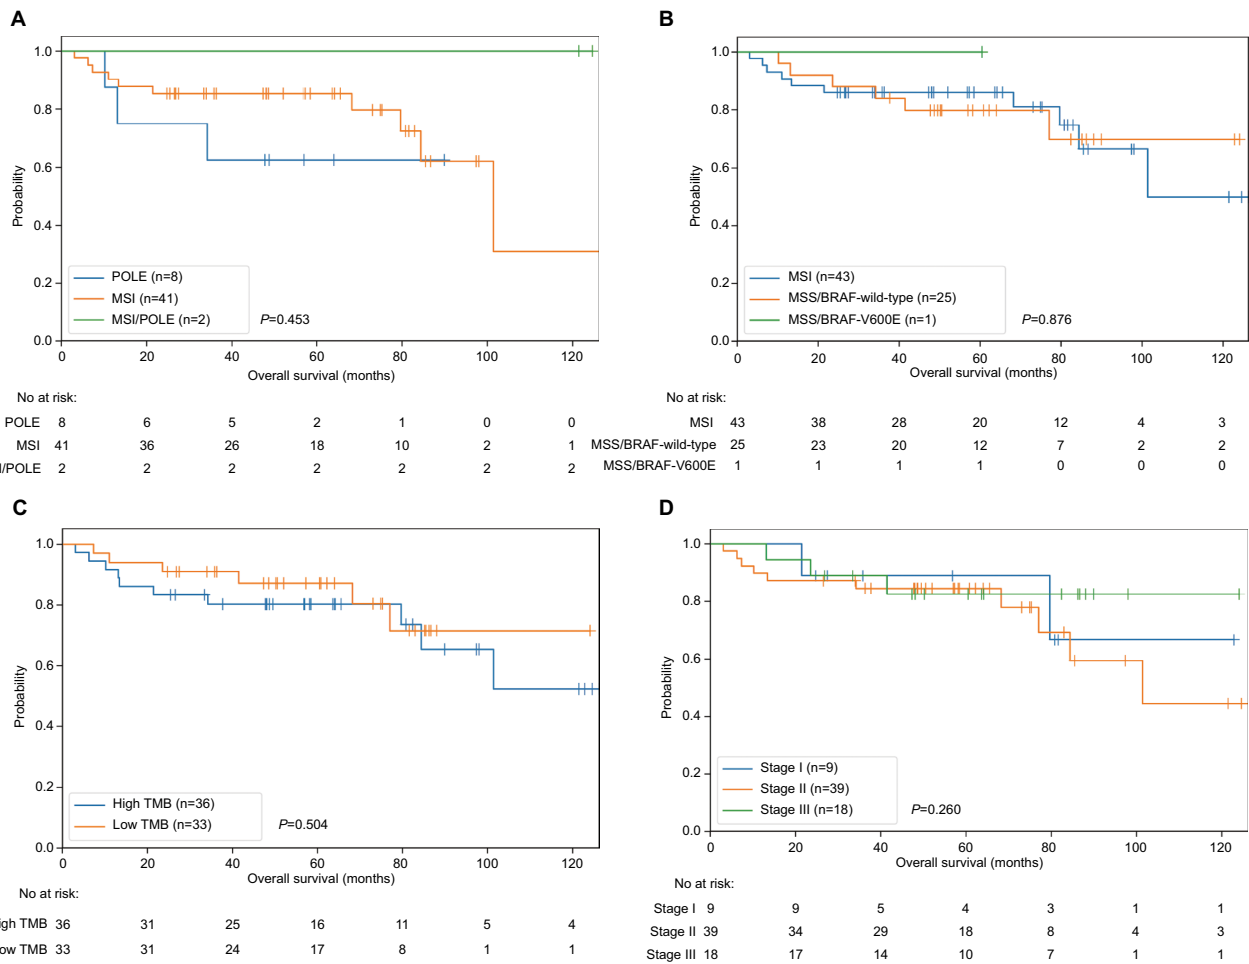 A
1.0
0.8
0.6
0.4
0.2
0.0
Probability
POLE (n=8)
MSI (n=41)
MSI/POLE (n=2)
P=0.453
0 20 40 60 80 100 120
Overall survival (months)
No at risk:
POLE 8 6 5 2 1 0 0
MSI 41 36 26 18 10 2 1
I/POLE 2 2 2 2 2 2 2
B
1.0
0.8
0.6
0.4
0.2
0.0
Probability
MSI (n=43)
MSS/BRAF-wild-type (n=25)
MSS/BRAF-V600E (n=1)
P=0.876
0 20 40 60 80 100 120
Overall survival (months)
No at risk:
MSI 43 38 28 20 12 4 3
MSS/BRAF-wild-type 25 23 20 12 7 2 2
MSS/BRAF-V600E 1 1 1 1 0 0 0
C
1.0
0.8
0.6
0.4
0.2
0.0
Probability
High TMB (n=36)
Low TMB (n=33)
P=0.504
0 20 40 60 80 100 120
Overall survival (months)
No at risk:
igh TMB 36 31 25 16 11 5 4
ow TMB 33 31 24 17 8 1 1
D
1.0
0.8
0.6
0.4
0.2
0.0
Probability
Stage I (n=9)
Stage II (n=39)
Stage III (n=18)
P=0.260
0 20 40 60 80 100 120
Overall survival (months)
No at risk:
Stage I 9 9 5 4 3 1 1
Stage II 39 34 29 18 8 4 3
Stage III 18 17 14 10 7 1 1